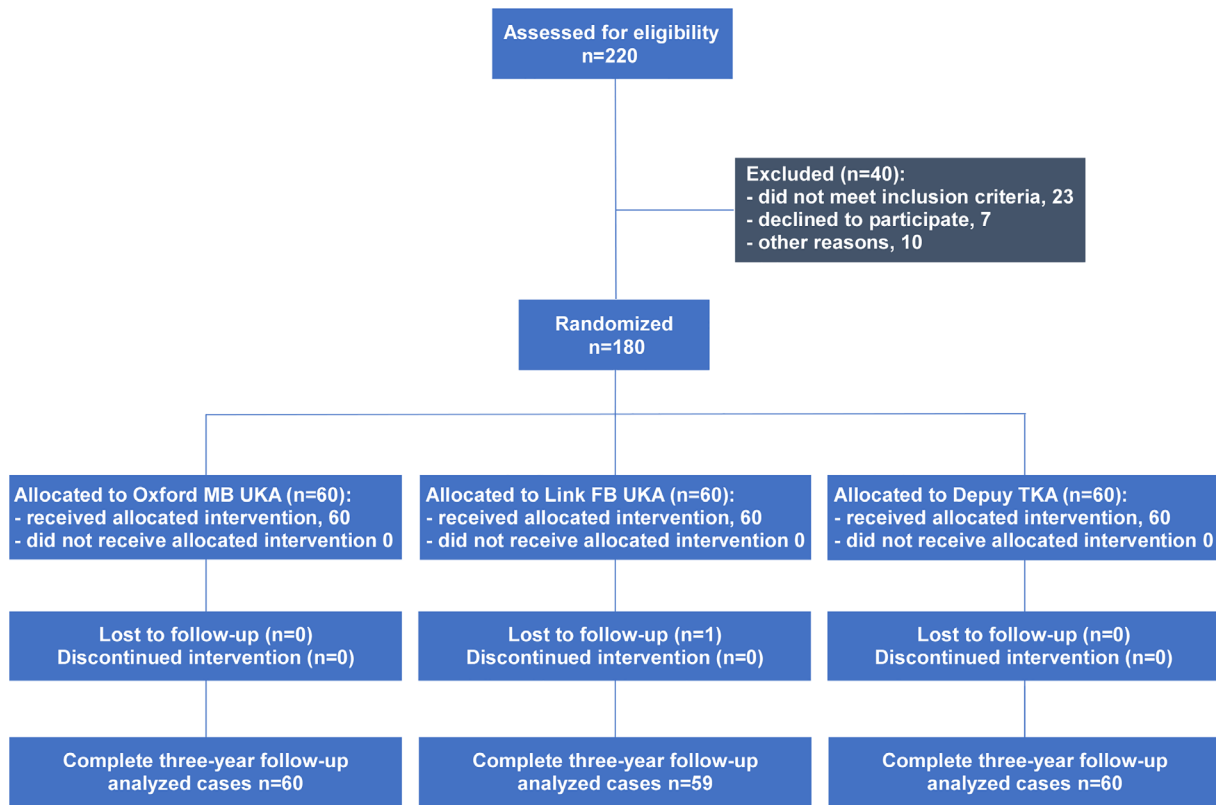 Assessed for eligibility
n=220
Excluded (n=40):
- did not meet inclusion criteria, 23
- declined to participate, 7
- other reasons, 10
Randomized
n=180
Allocated to Oxford MB UKA (n=60):
- received allocated intervention, 60
- did not receive allocated intervention 0
Allocated to Link FB UKA (n=60):
- received allocated intervention, 60
- did not receive allocated intervention 0
Allocated to Depuy TKA (n=60):
- received allocated intervention, 60
- did not receive allocated intervention 0
Lost to follow-up (n=0)
Discontinued intervention (n=0)
Lost to follow-up (n=1)
Discontinued intervention (n=0)
Lost to follow-up (n=0)
Discontinued intervention (n=0)
Complete three-year follow-up
analyzed cases n=60
Complete three-year follow-up
analyzed cases n=59
Complete three-year follow-up
analyzed cases n=60